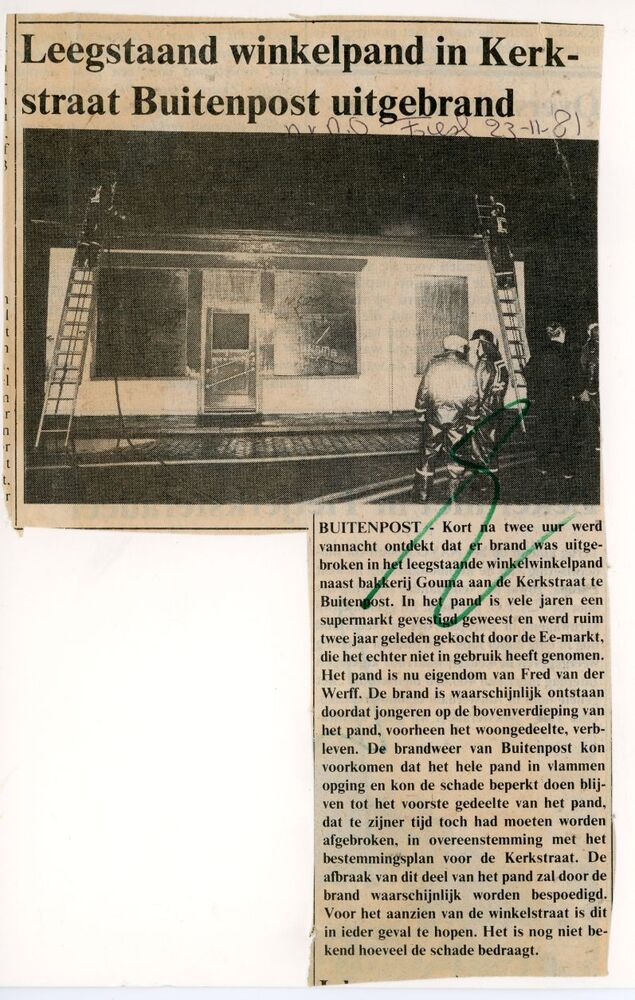 Leegstaand winkelpand in Kerk-
straat Buitenpost uitgebrand
23-11-81
BUITENPOST - Kort na twee uur werd
vannacht ontdekt dat er brand was uitge-
broken in het leegstaande winkelwinkelpand
naast bakkerij Gouma aan de Kerkstraat te
Buitenpost. In het pand is vele jaren een
supermarkt gevestigd geweest en werd ruim
twee jaar geleden gekocht door de Ee-markt,
die het echter niet in gebruik heeft genomen.
Het pand is nu eigendom van Fred van der
Werff. De brand is waarschijnlijk ontstaan
doordat jongeren op de bovenverdieping van
het pand, voorheen het woongedeelte, verb-
leven. De brandweer van Buitenpost kon
voorkomen dat het hele pand in vlammen
opging en kon de schade beperkt doen blij-
ven tot het voorste gedeelte van het pand,
dat te zijner tijd toch had moeten worden
afgebroken, in overeenstemming met het
bestemmingsplan voor de Kerkstraat. De
afbraak van dit deel van het pand zal door de
brand waarschijnlijk worden bespoedigd.
Voor het aanzien van de winkelstraat is dit
in ieder geval te hopen. Het is nog niet be-
kend hoeveel de schade bedraagt.